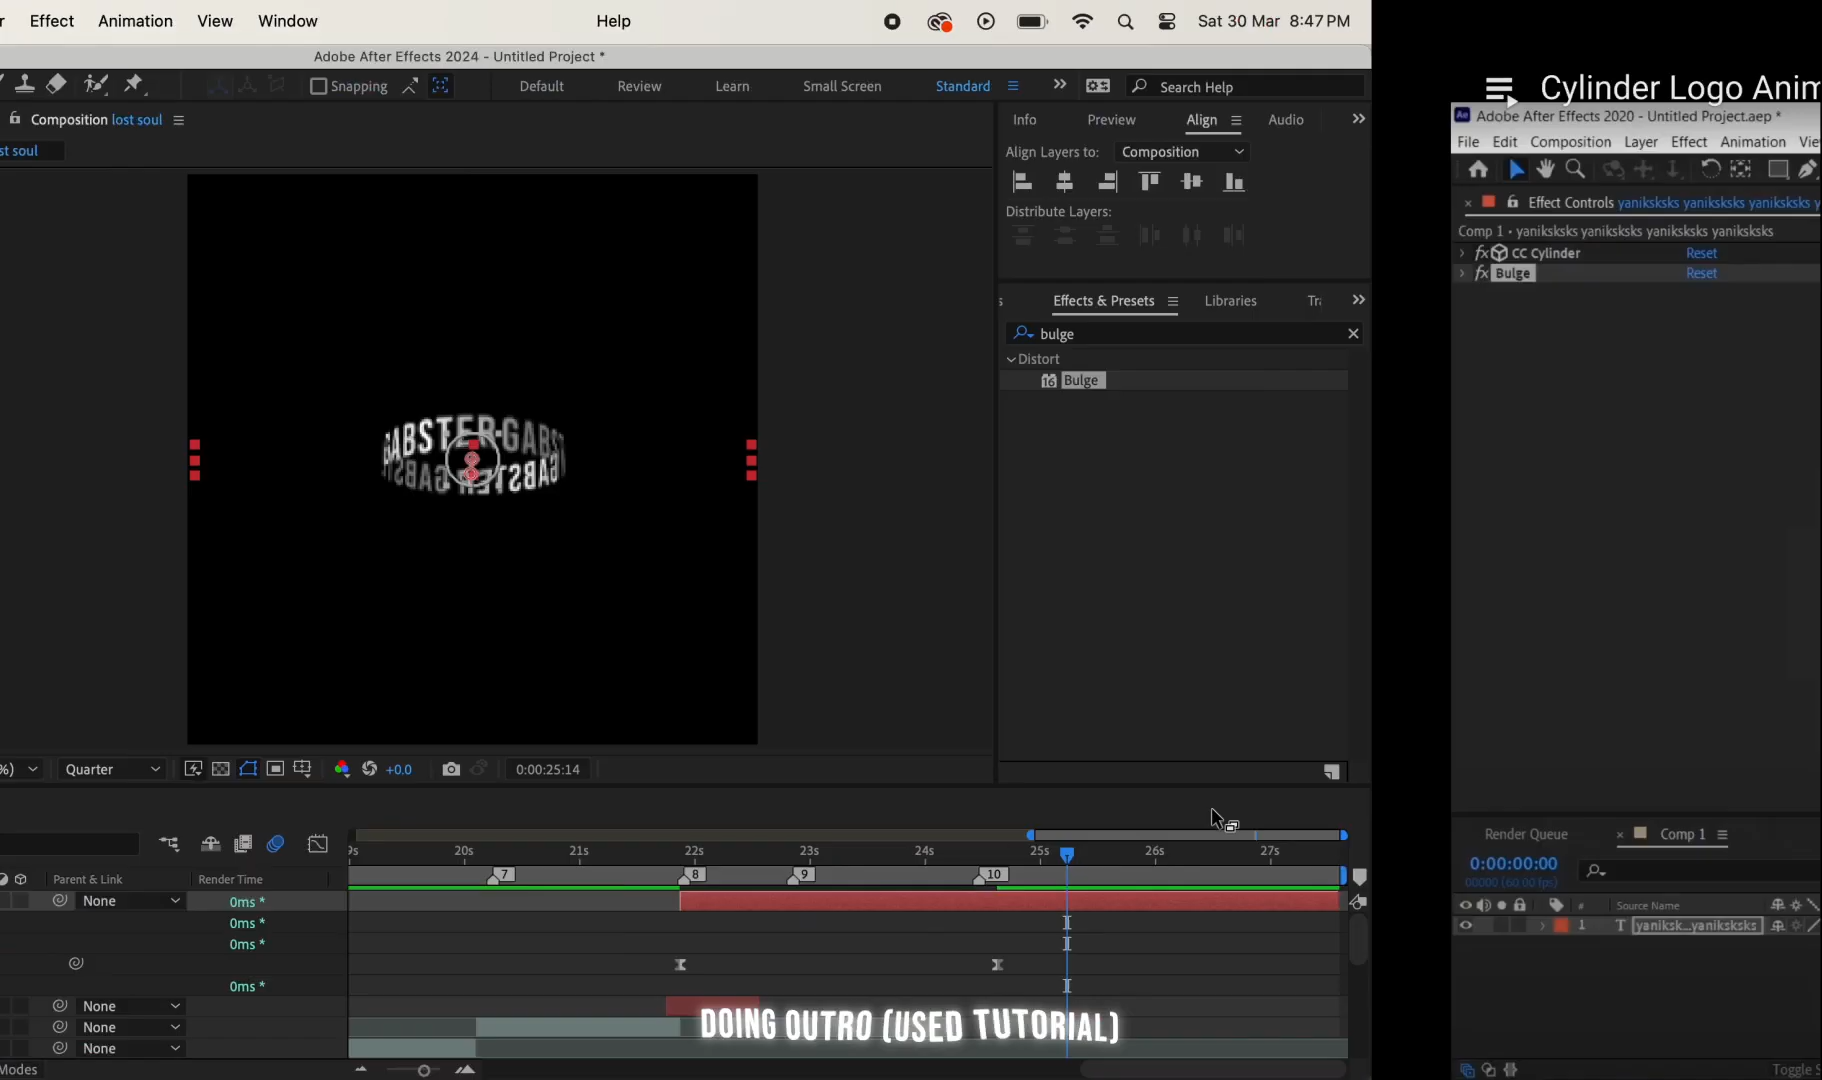 Effect Animation View Window Help Sat 30 Mar 8:47 PM
Adobe After Effects 2024 - Untitled Project *
Snapping Default Review Learn Small Screen Standard Search Help
Composition lost soul
st soul
Info Preview Align Audio
Align Layers to: Composition
Distribute Layers:
Effects & Presets Libraries
bulge
Distort
16 Bulge
GABSTER·GABS
%) Quarter +0.0 0:00:25:14
9s 20s 21s 22s 23s 24s 25s 26s 27s
7 8 9 10
Parent & Link Render Time
None 0ms *
0ms *
0ms *
0ms *
None
None
None
Modes
DOING OUTRO (USED TUTORIAL)
Cylinder Logo Anim
Ae Adobe After Effects 2020 - Untitled Project.aep *
File Edit Composition Layer Effect Animation Vie
Effect Controls yaniksksks yaniksksks yaniksksks y
Comp 1 • yaniksksks yaniksksks yaniksksks yaniksksks
fx CC Cylinder Reset
fx Bulge Reset
Render Queue Comp 1
0:00:00:00
00000 (60.00 fps)
# Source Name
1 T yaniksk...yaniksksks
Toggle S